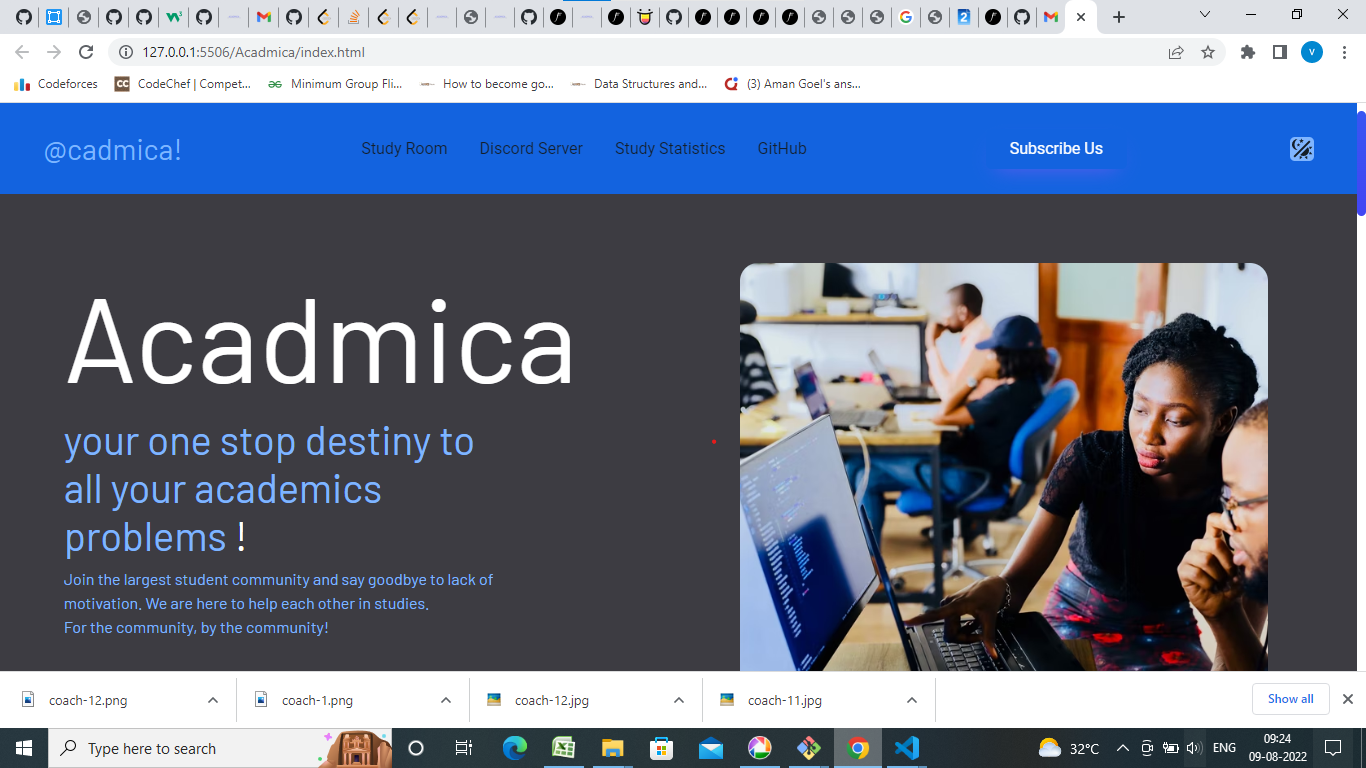 127.0.0.1:5506/Acadmica/index.html
V
Codeforces
CodeChef | Compet...
Minimum Group Fli...
How to become go...
Data Structures and...
(3) Aman Goel's ans...
@cadmica!
Study Room
Discord Server
Study Statistics
GitHub
Subscribe Us
Acadmica
your one stop destiny to
all your academics
problems !
Join the largest student community and say goodbye to lack of
motivation. We are here to help each other in studies.
For the community, by the community!
coach-12.png
coach-1.png
coach-12.jpg
coach-11.jpg
Show all
Type here to search
32°C
ENG
09:24
09-08-2022